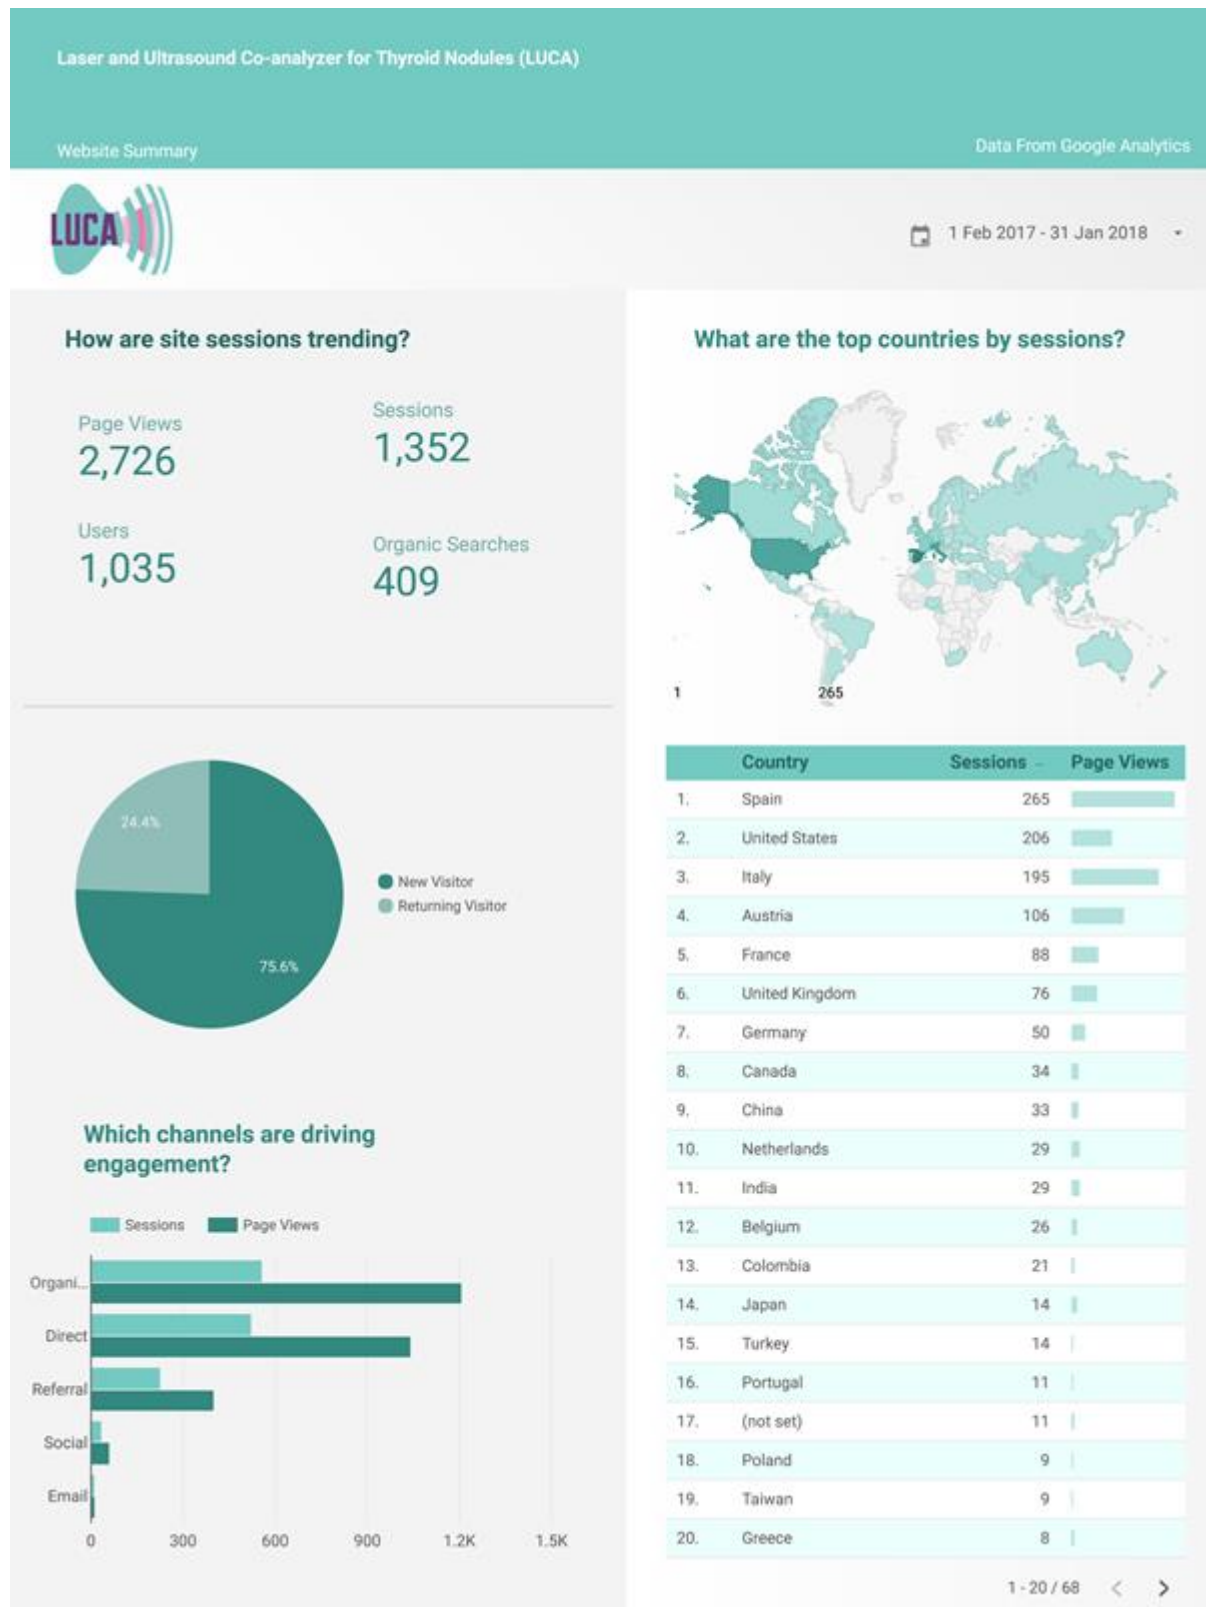 Laser and Ultrasound Co-analyzer for Thyroid Nodules (LUCA)
Website Summary
Data From Google Analytics
LUCA
1 Feb 2017 - 31 Jan 2018
How are site sessions trending?
Page Views
2,726
Sessions
1,352
Users
1,035
Organic Searches
409
24.4%
75.6%
New Visitor
Returning Visitor
Which channels are driving
engagement?
Sessions Page Views
Organi...
Direct
Referral
Social
Email
0 300 600 900 1.2K 1.5K
What are the top countries by sessions?
1 265
Country Sessions Page Views
1. Spain 265
2. United States 206
3. Italy 195
4. Austria 106
5. France 88
6. United Kingdom 76
7. Germany 50
8. Canada 34
9. China 33
10. Netherlands 29
11. India 29
12. Belgium 26
13. Colombia 21
14. Japan 14
15. Turkey 14
16. Portugal 11
17. (not set) 11
18. Poland 9
19. Taiwan 9
20. Greece 8
1 - 20 / 68 < >